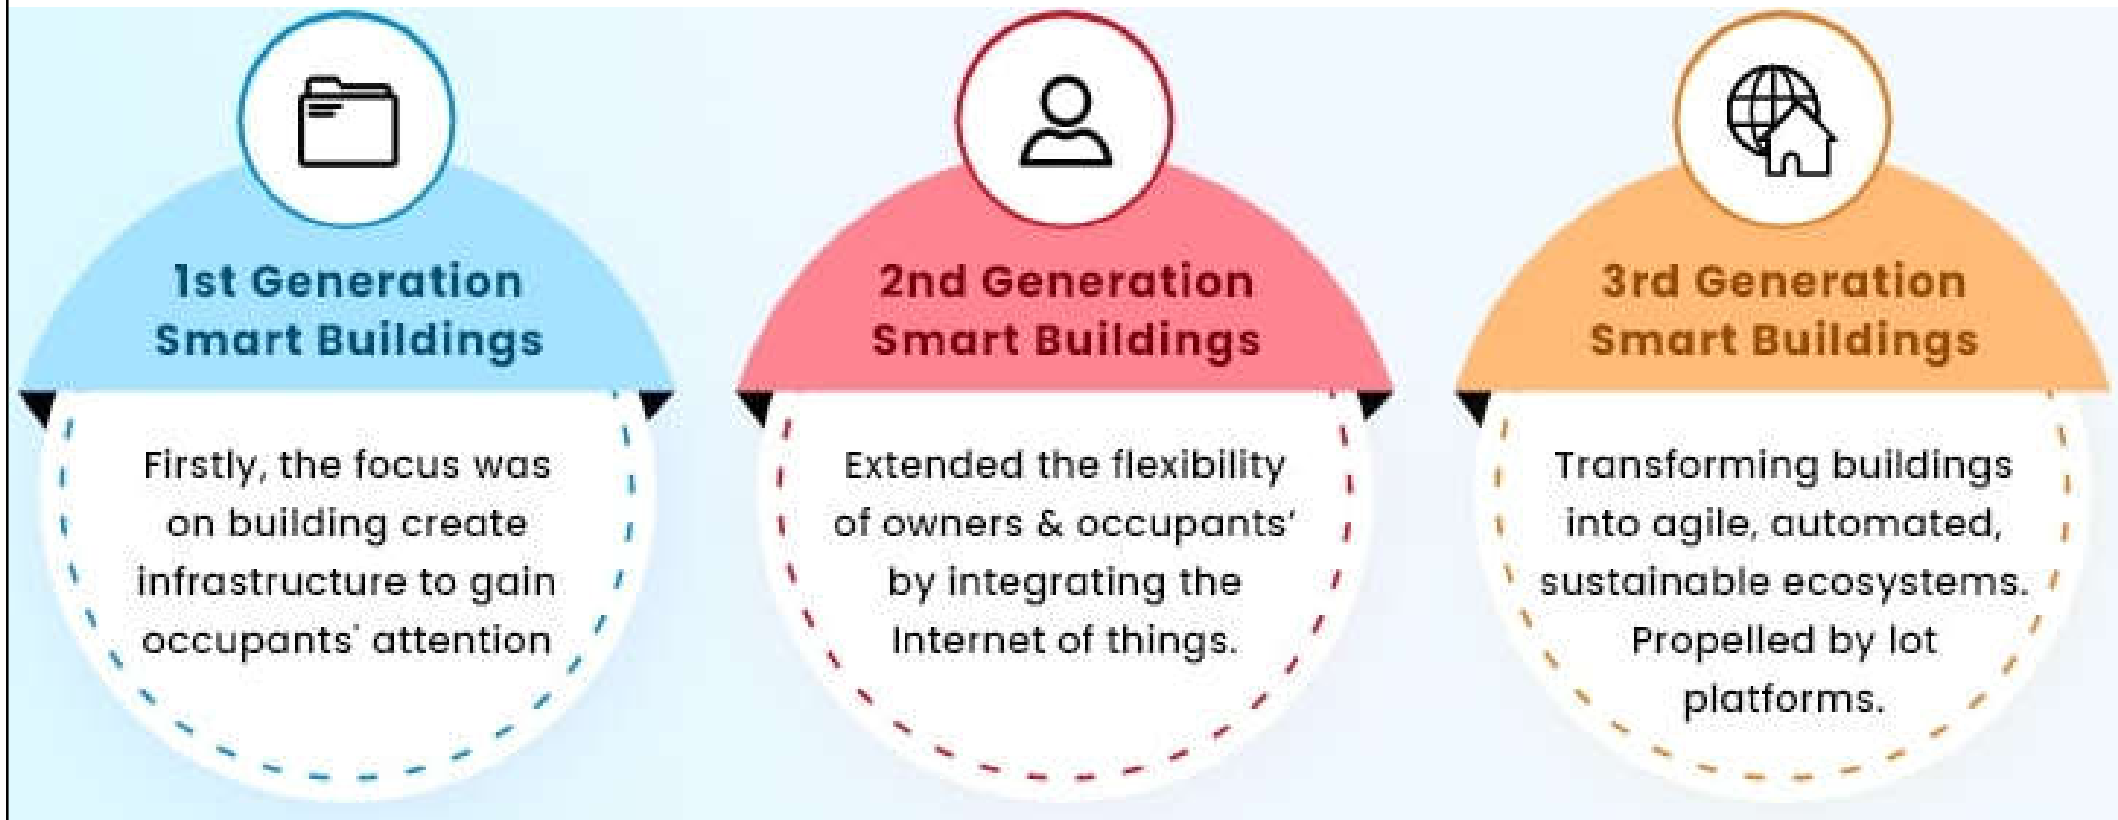 1st Generation
Smart Buildings
Firstly, the focus was
on building create
infrastructure to gain
occupants' attention
2nd Generation
Smart Buildings
Extended the flexibility
of owners & occupants’
by integrating the
Internet of things.
3rd Generation
Smart Buildings
Transforming buildings
into agile, automated,
sustainable ecosystems.
Propelled by lot
platforms.